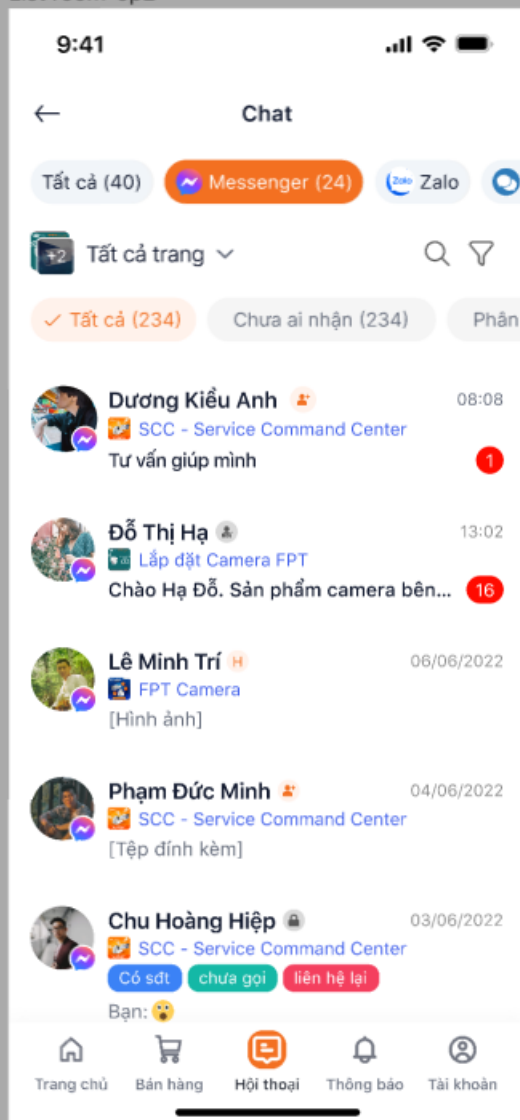 9:41
Chat
Tất cả (40) Messenger (24) Zalo Zalo
+2 Tất cả trang
Tất cả (234) Chưa ai nhận (234) Phân
Dương Kiều Anh 08:08
SCC - Service Command Center
Tư vấn giúp mình 1
Đỗ Thị Hạ 13:02
Lắp đặt Camera FPT
Chào Hạ Đỗ. Sản phẩm camera bên... 16
Lê Minh Trí H 06/06/2022
FPT Camera
[Hình ảnh]
Phạm Đức Minh 04/06/2022
SCC - Service Command Center
[Tệp đính kèm]
Chu Hoàng Hiệp 03/06/2022
SCC - Service Command Center
Có sđt chưa gọi liên hệ lại
Bạn: 😮
Trang chủ Bán hàng Hội thoại Thông báo Tài khoản